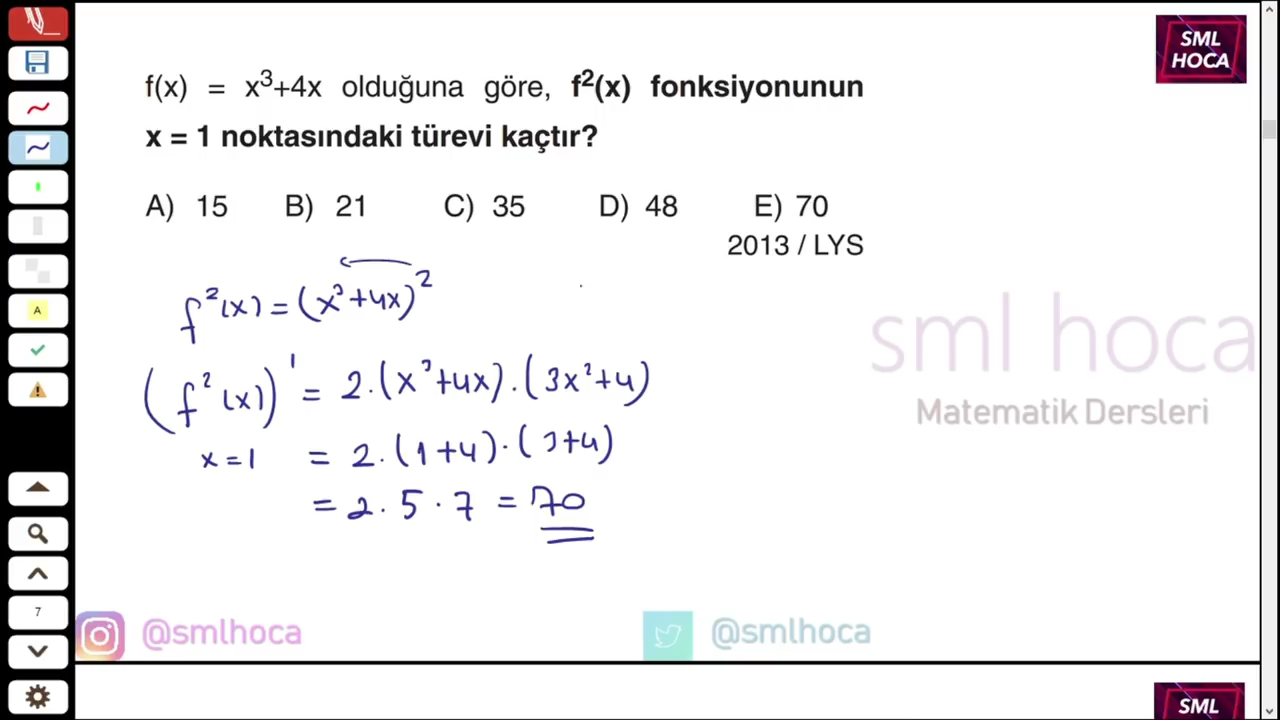 SML
HOCA
f(x) = x³+4x olduğuna göre, f²(x) fonksiyonunun
x = 1 noktasındaki türevi kaçtır?
A) 15 B) 21 C) 35 D) 48 E) 70
2013 / LYS
f²(x) = (x³+4x)²
(f²(x))' = 2.(x³+4x).(3x²+4)
x=1 = 2.(1+4).(3+4)
= 2.5.7 = 70
sml hoca
Matematik Dersleri
A
7
@smlhoca @smlhoca
SML